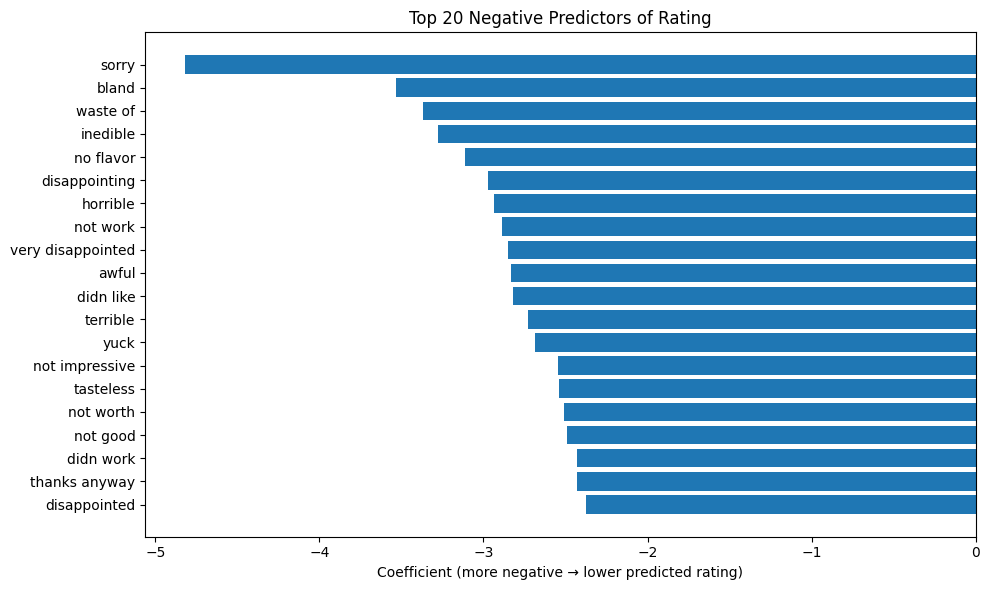 Top 20 Negative Predictors of Rating
sorry
bland
waste of
inedible
no flavor
disappointing
horrible
not work
very disappointed
awful
didn like
terrible
yuck
not impressive
tasteless
not worth
not good
didn work
thanks anyway
disappointed
−5 −4 −3 −2 −1 0
Coefficient (more negative → lower predicted rating)